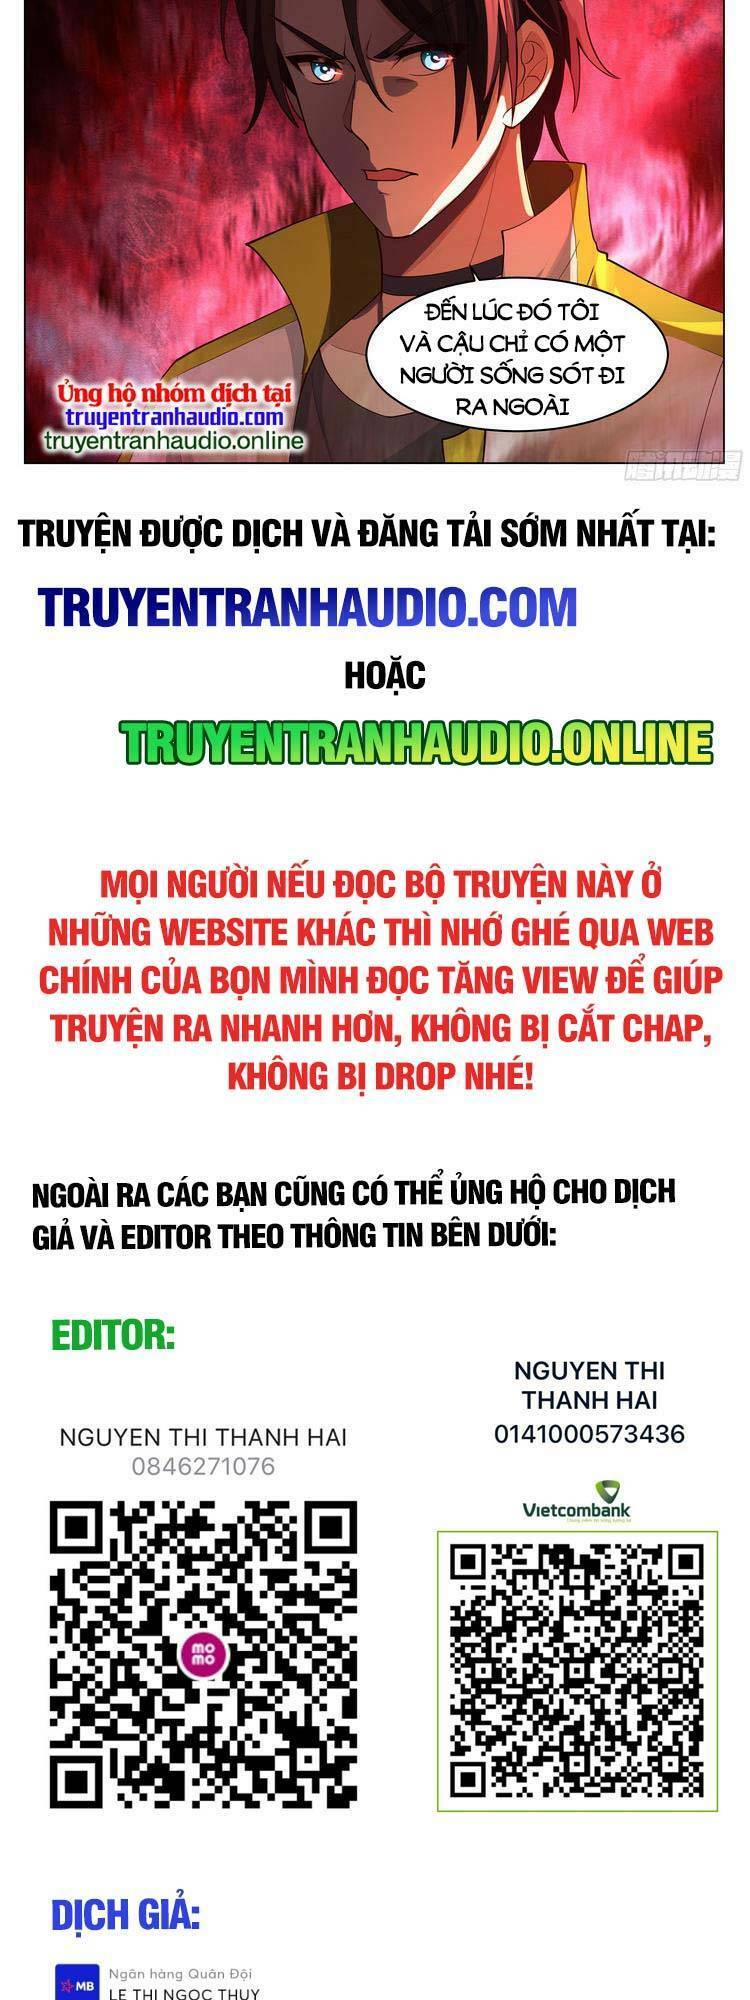 ĐẾN LÚC ĐÓ TÔI
VÀ CẬU CHỈ CÓ MỘT
NGƯỜI SỐNG SÓT ĐI
RA NGOÀI
Ủng hộ nhóm dịch tại
truyentranhaudio.com
truyentranhaudio.online
腾讯动漫
TRUYỆN ĐƯỢC DỊCH VÀ ĐĂNG TẢI SỚM NHẤT TẠI:
TRUYENTRANHAUDIO.COM
HOẶC
TRUYENTRANHAUDIO.ONLINE
MỌI NGƯỜI NẾU ĐỌC BỘ TRUYỆN NÀY Ở
NHỮNG WEBSITE KHÁC THÌ NHỚ GHÉ QUA WEB
CHÍNH CỦA BỌN MÌNH ĐỌC TĂNG VIEW ĐỂ GIÚP
TRUYỆN RA NHANH HƠN, KHÔNG BỊ CẮT CHAP,
KHÔNG BỊ DROP NHÉ!
NGOÀI RA CÁC BẠN CŨNG CÓ THỂ ỦNG HỘ CHO DỊCH
GIẢ VÀ EDITOR THEO THÔNG TIN BÊN DƯỚI:
EDITOR:
NGUYEN THI THANH HAI
0846271076
mo
mo
NGUYEN THI
THANH HAI
0141000573436
Vietcombank
DỊCH GIẢ:
MB
Ngân hàng Quân Đội
LE THI NGOC THUY